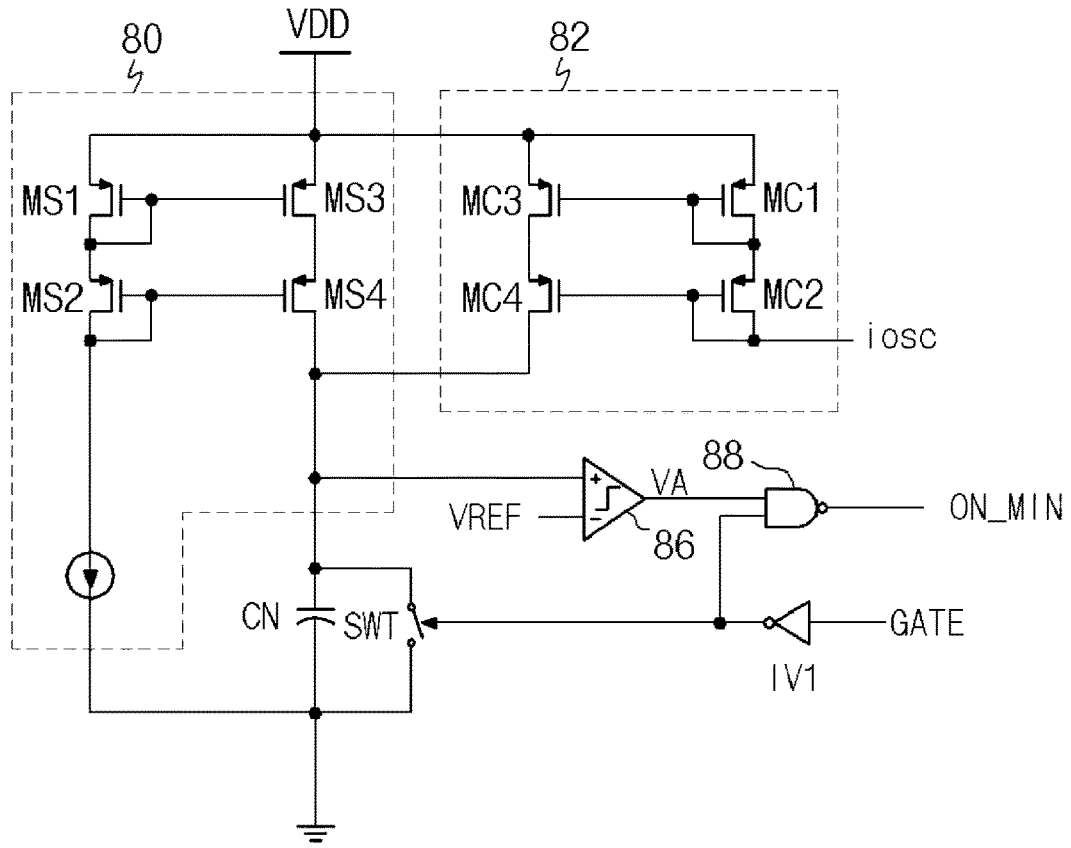 VDD
80
82
MS1
MS3
MC3
MC1
MS2
MS4
MC4
MC2
iosc
88
+
VA
VREF
-
86
ON_MIN
CN
SWT
GATE
IV1